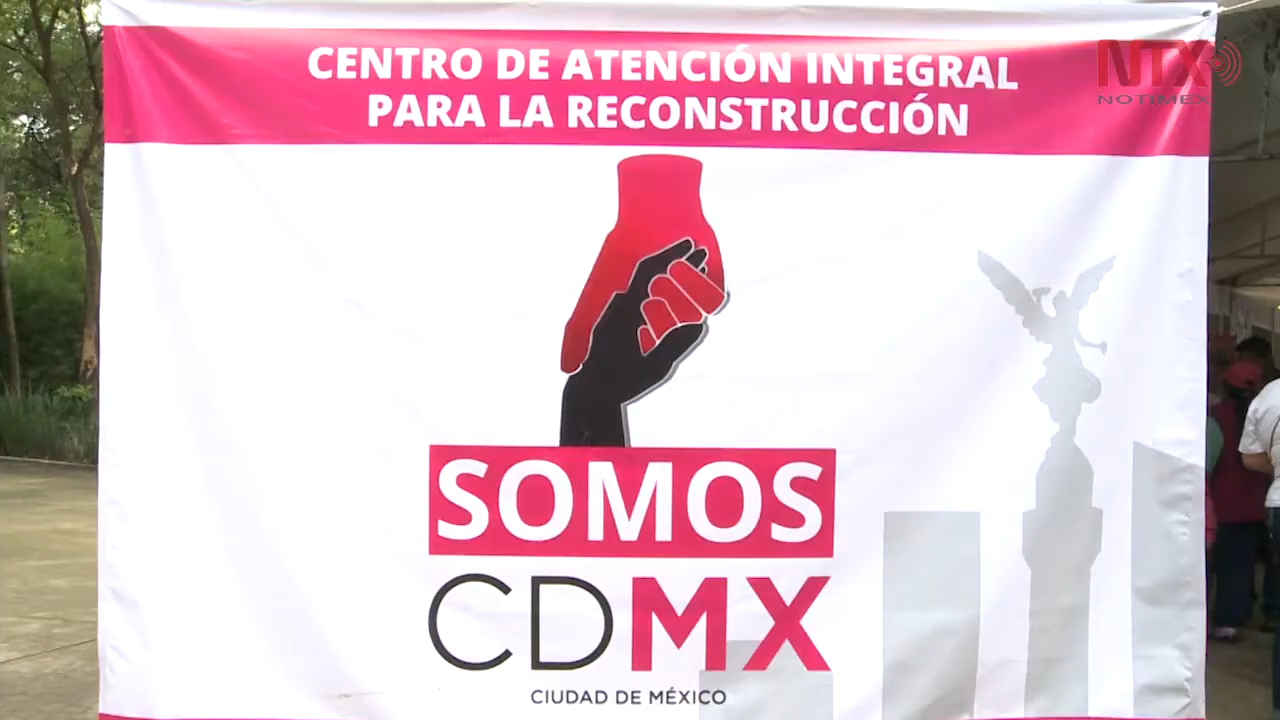 CENTRO DE ATENCIÓN INTEGRAL
PARA LA RECONSTRUCCIÓN
NTX
NOTIMEX
SOMOS
CDMX
CIUDAD DE MÉXICO